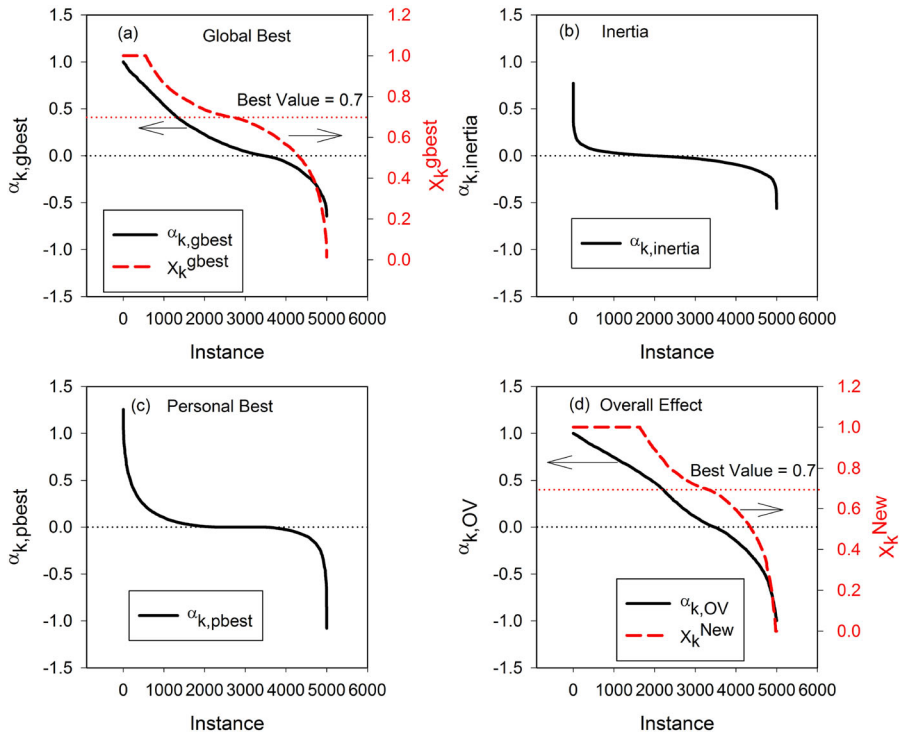 (a) Global Best
1.5
1.0
0.5
0.0
-0.5
-1.0
-1.5
αk,gbest
1.2
1.0
0.8
0.6
0.4
0.2
0.0
Xkgbest
Best Value = 0.7
αk,gbest
Xkgbest
0 1000 2000 3000 4000 5000 6000
Instance
(b) Inertia
1.5
1.0
0.5
0.0
-0.5
-1.0
-1.5
αk,inertia
αk,inertia
0 1000 2000 3000 4000 5000 6000
Instance
(c) Personal Best
1.5
1.0
0.5
0.0
-0.5
-1.0
-1.5
αk,pbest
αk,pbest
0 1000 2000 3000 4000 5000 6000
Instance
(d) Overall Effect
1.5
1.0
0.5
0.0
-0.5
-1.0
-1.5
αk,OV
1.2
1.0
0.8
0.6
0.4
0.2
0.0
XkNew
Best Value = 0.7
αk,OV
XkNew
0 1000 2000 3000 4000 5000 6000
Instance